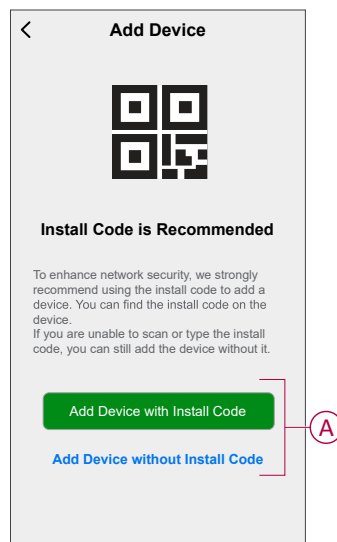 Add Device
Install Code is Recommended
To enhance network security, we strongly
recommend using the install code to add a
device. You can find the install code on the
device.
If you are unable to scan or type the install
code, you can still add the device without it.
Add Device with Install Code
A
Add Device without Install Code